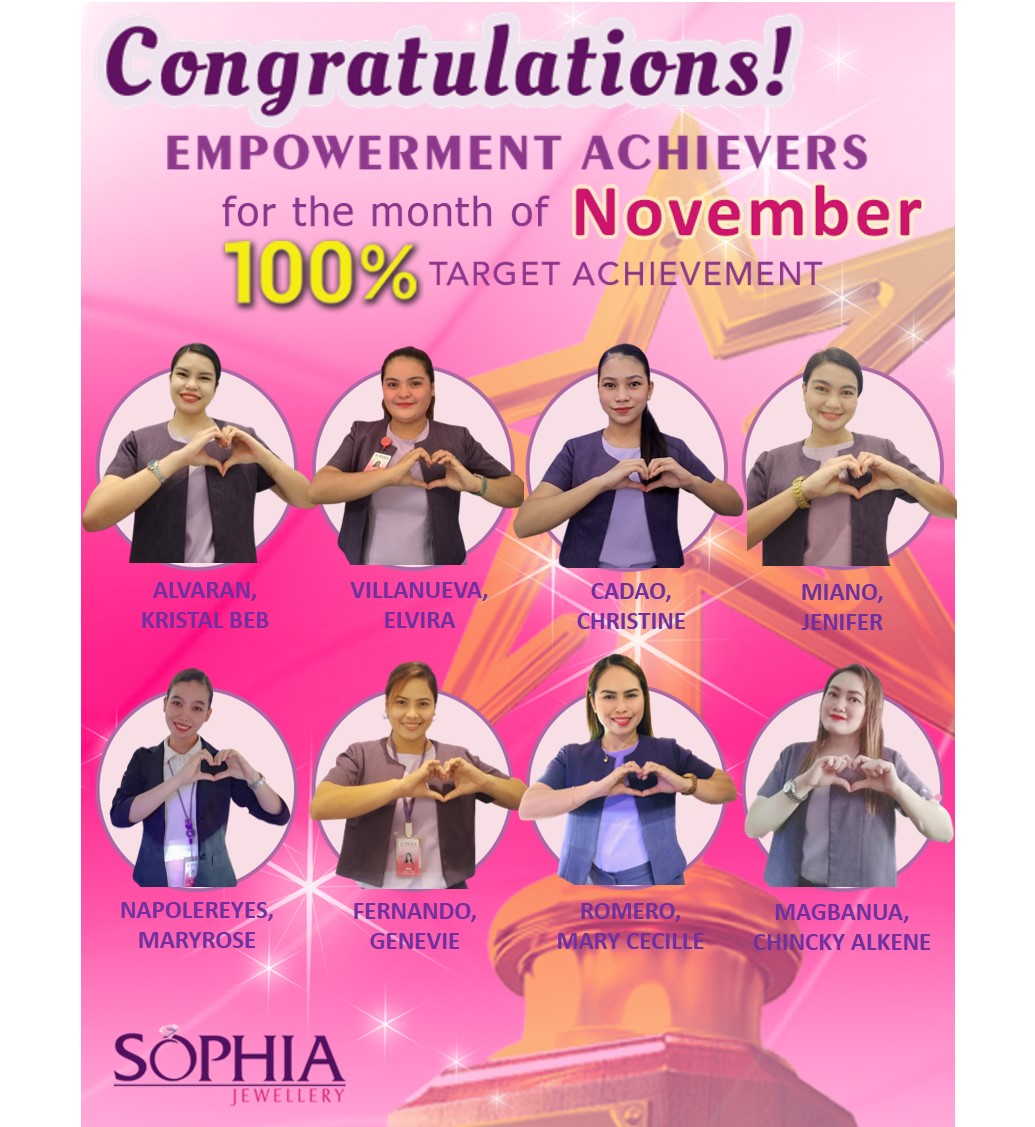 Congratulations!
EMPOWERMENT ACHIEVERS
for the month of November
100% TARGET ACHIEVEMENT
ALVARAN,
KRISTAL BEB
VILLANUEVA,
ELVIRA
CADAO,
CHRISTINE
MIANO,
JENIFER
NAPOLEREYES,
MARYROSE
FERNANDO,
GENEVIE
ROMERO,
MARY CECILLE
MAGBANUA,
CHINCKY ALKENE
SOPHIA
JEWELLERY